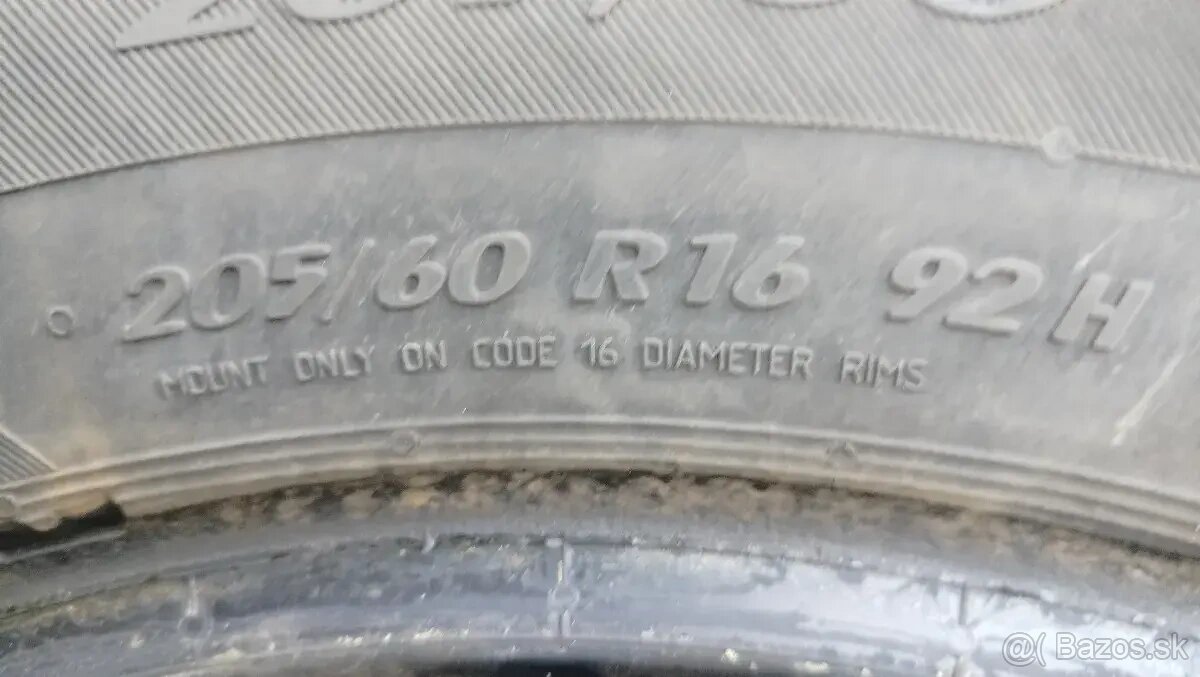 205/60 R16 92H
MOUNT ONLY ON CODE 16 DIAMETER RIMS
@( Bazos.sk